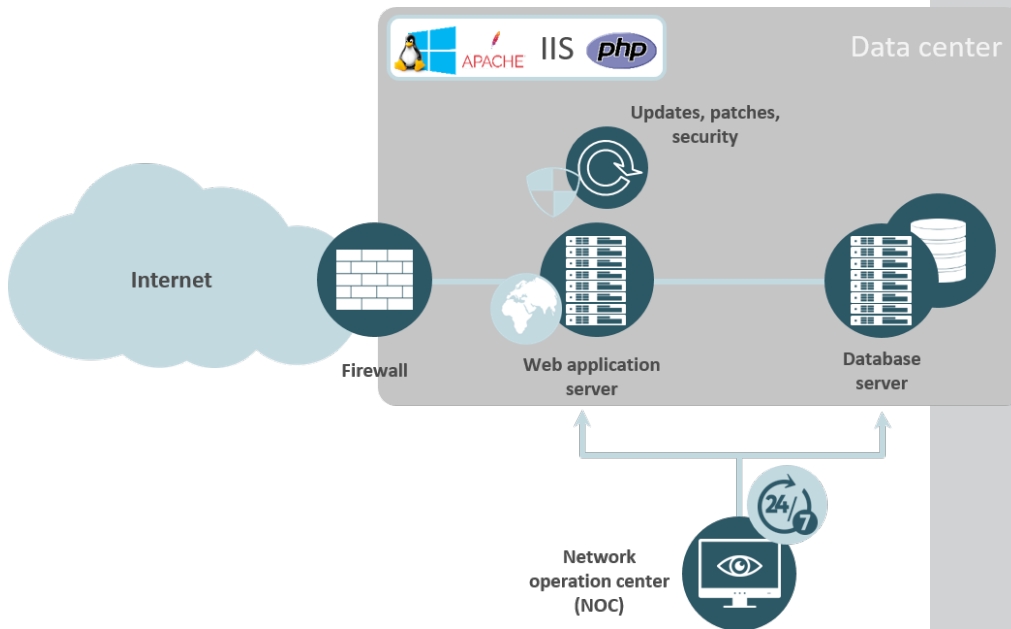 APACHE IIS php
Data center
Updates, patches,
security
Internet
Firewall
Web application
server
Database
server
24/7
Network
operation center
(NOC)